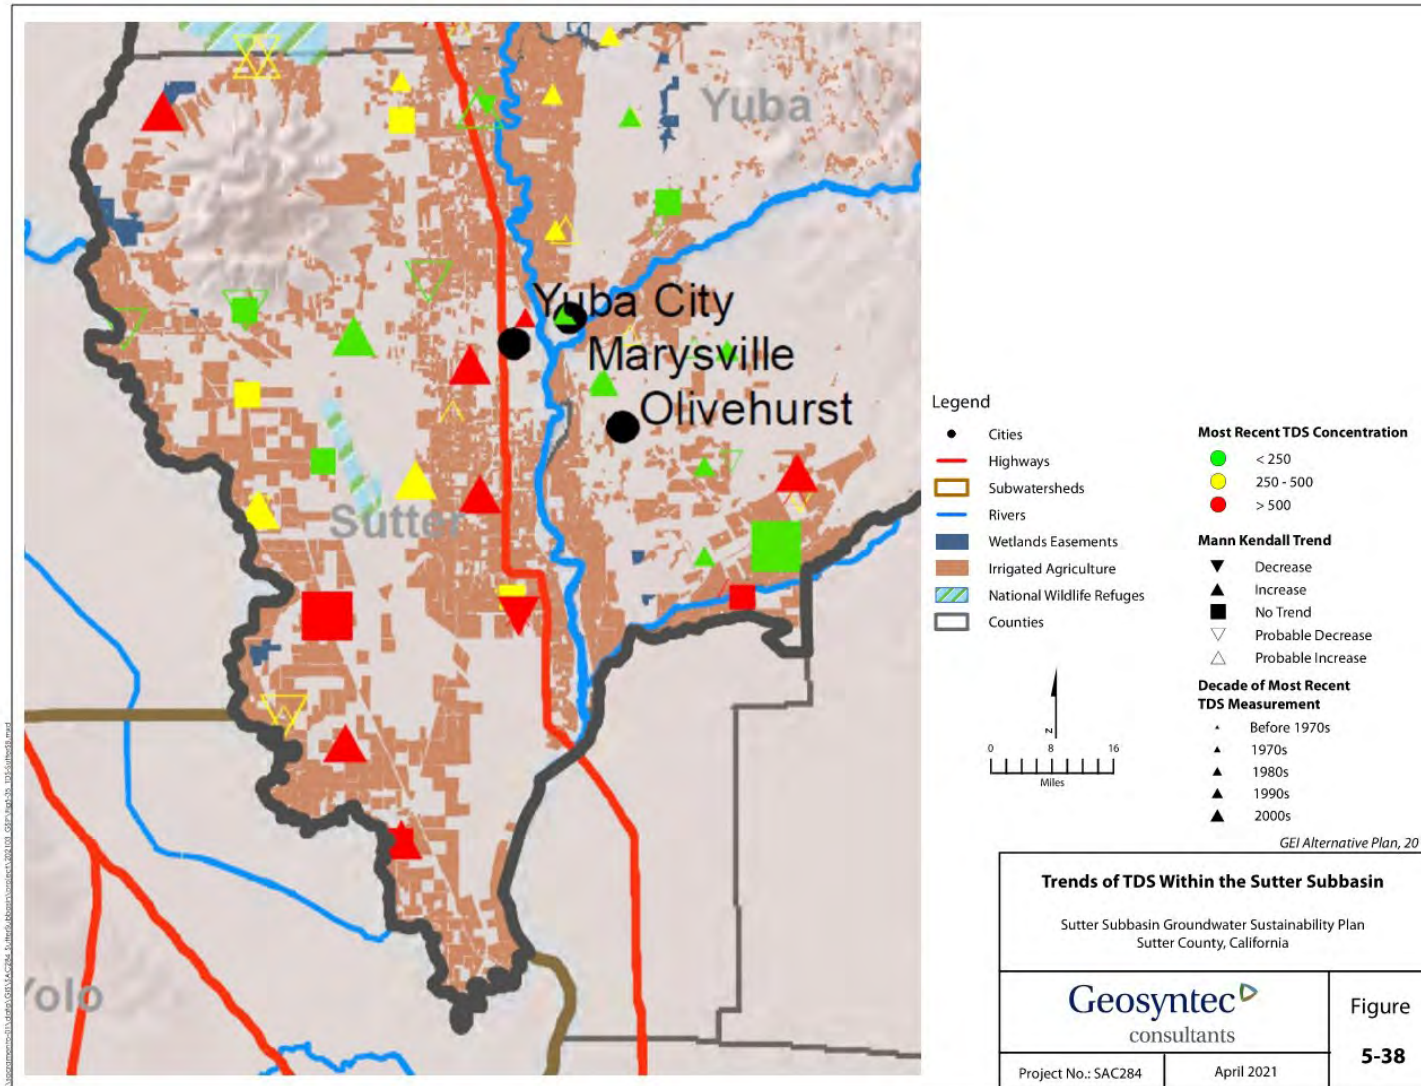 Yuba
Yuba City
Marysville
Olivehurst
Sutter
Yolo
Legend
Cities
Highways
Subwatersheds
Rivers
Wetlands Easements
Irrigated Agriculture
National Wildlife Refuges
Counties
Most Recent TDS Concentration
< 250
250 - 500
> 500
Mann Kendall Trend
Decrease
Increase
No Trend
Probable Decrease
Probable Increase
Decade of Most Recent
TDS Measurement
Before 1970s
1970s
1980s
1990s
2000s
N
0 8 16
Miles
GEI Alternative Plan, 20
Trends of TDS Within the Sutter Subbasin
Sutter Subbasin Groundwater Sustainability Plan
Sutter County, California
Geosyntec
consultants
Figure
5-38
Project No.: SAC284
April 2021